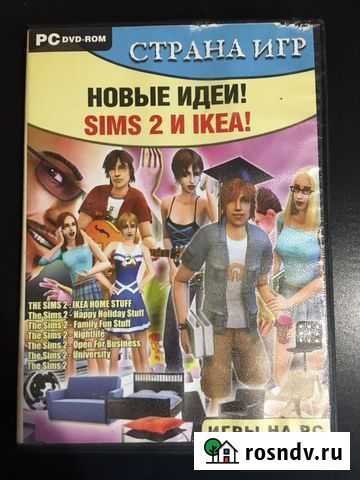 PC DVD-ROM
СТРАНА ИГР
НОВЫЕ ИДЕИ!
SIMS 2 И IKEA!
THE SIMS 2 - IKEA HOME STUFF
The Sims 2 - Happy Holiday Stuff
The Sims 2 - Family Fun Stuff
The Sims 2 - Nightlife
The Sims 2 - Open For Business
The Sims 2 - University
The Sims 2
ИГРЫ НА PC
rosndv.ru